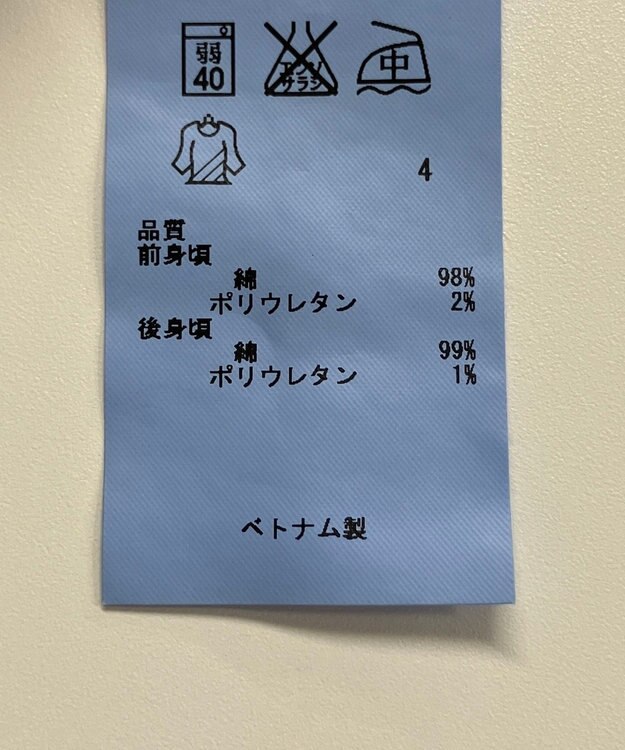 弱
40
エンソ
サラシ
中
4
品質
前身頃
綿 98%
ポリウレタン 2%
後身頃
綿 99%
ポリウレタン 1%
ベトナム製